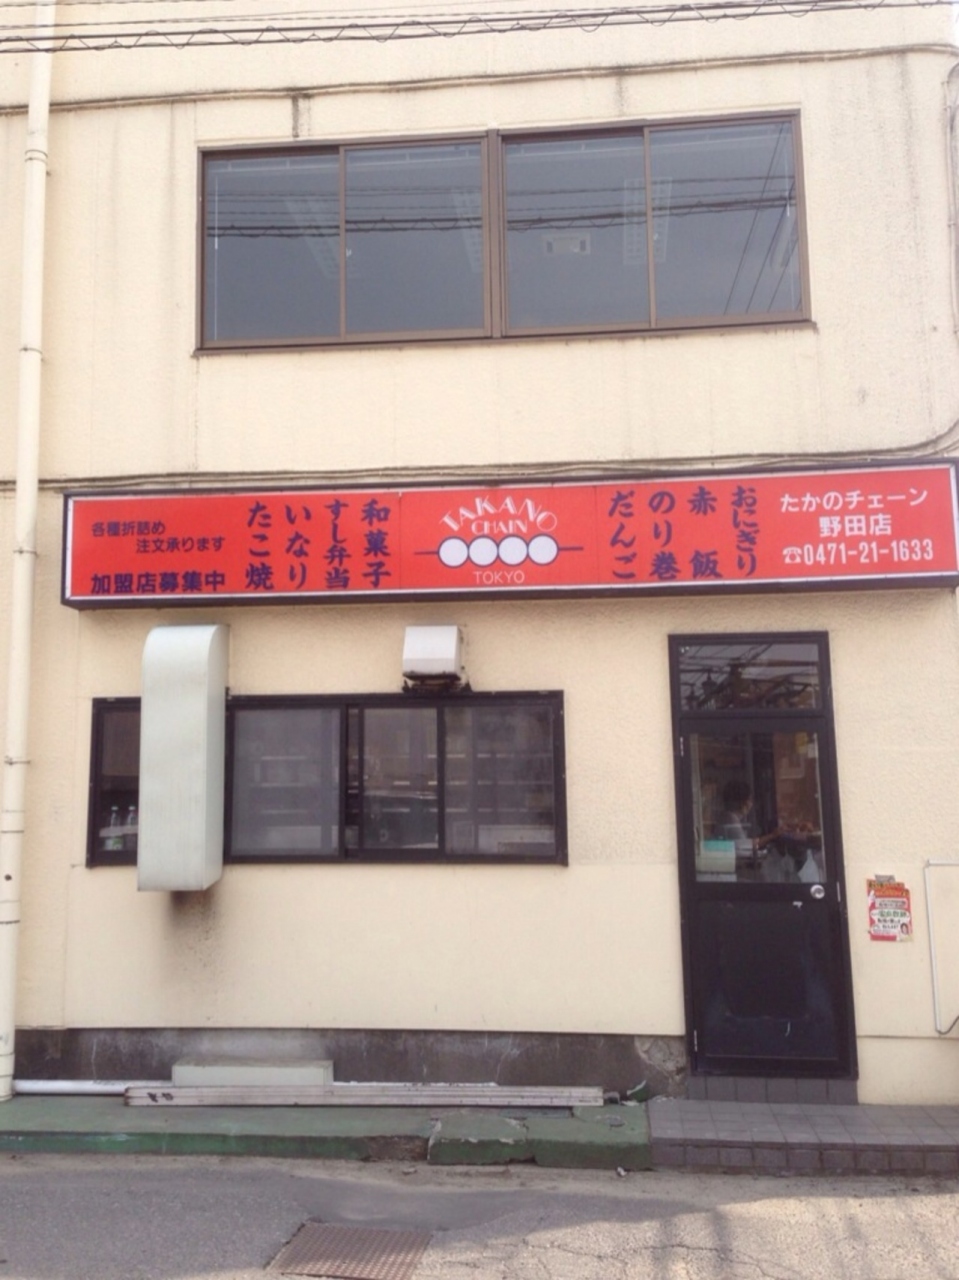 たかのチェーン
野田店
☎0471-21-1633
おにぎり
赤飯
のり巻
だんご
TAKANO
CHAIN
TOKYO
和菓子
すし弁当
いなり
たこ焼
各種折詰め
注文承ります
加盟店募集中